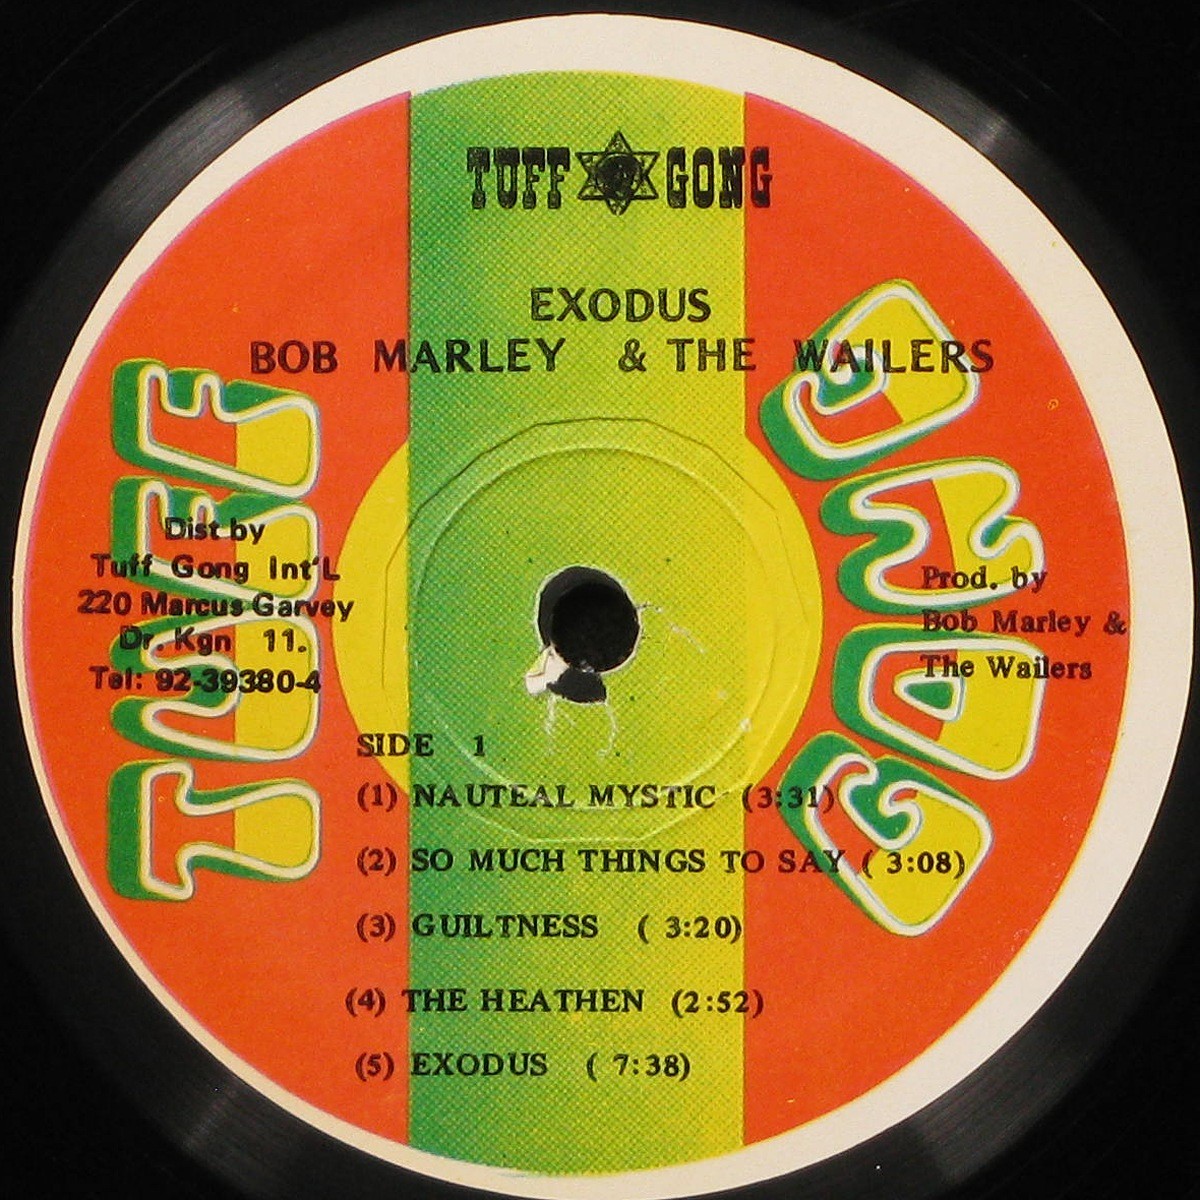 TUFF GONG
EXODUS
BOB MARLEY & THE WAILERS
TUFF
GONG
Dist by
Tuff Gong Int'L
220 Marcus Garvey
Dr. Kgn 11.
Tel: 92-39380-4
Prod. by
Bob Marley &
The Wailers
SIDE 1
(1) NAUTEAL MYSTIC (3:31)
(2) SO MUCH THINGS TO SAY ( 3:08)
(3) GUILTNESS ( 3:20)
(4) THE HEATHEN (2:52)
(5) EXODUS ( 7:38)